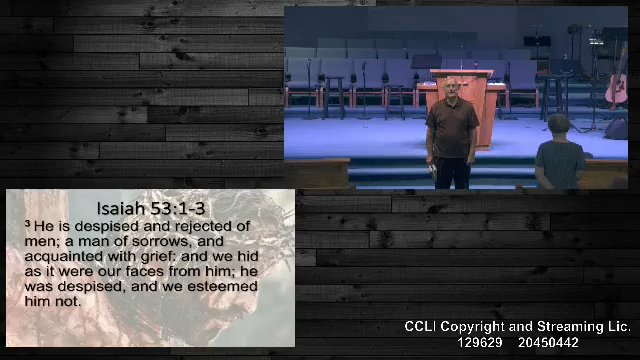 Isaiah 53:1-3
3 He is despised and rejected of
men; a man of sorrows, and
acquainted with grief: and we hid
as it were our faces from him; he
was despised, and we esteemed
him not.
CCLI Copyright and Streaming Lic.
129629 20450442